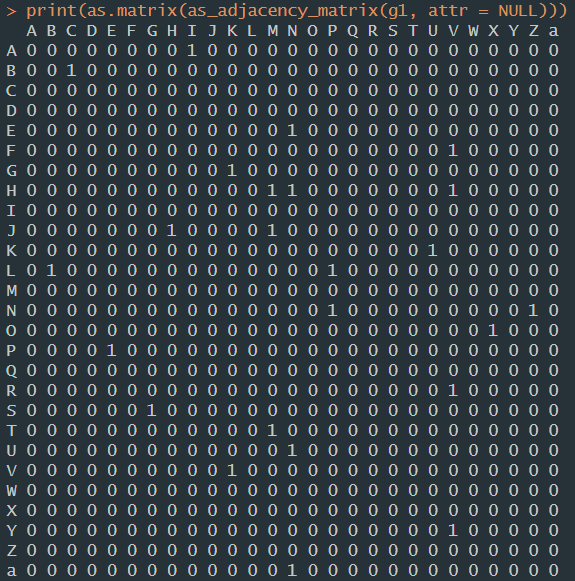 > print(as.matrix(as_adjacency_matrix(g1, attr = NULL)))
A B C D E F G H I J K L M N O P Q R S T U V W X Y Z a
A 0 0 0 0 0 0 0 0 1 0 0 0 0 0 0 0 0 0 0 0 0 0 0 0 0 0 0
B 0 0 1 0 0 0 0 0 0 0 0 0 0 0 0 0 0 0 0 0 0 0 0 0 0 0 0
C 0 0 0 0 0 0 0 0 0 0 0 0 0 0 0 0 0 0 0 0 0 0 0 0 0 0 0
D 0 0 0 0 0 0 0 0 0 0 0 0 0 0 0 0 0 0 0 0 0 0 0 0 0 0 0
E 0 0 0 0 0 0 0 0 0 0 0 0 0 1 0 0 0 0 0 0 0 0 0 0 0 0 0
F 0 0 0 0 0 0 0 0 0 0 0 0 0 0 0 0 0 0 0 0 0 1 0 0 0 0 0
G 0 0 0 0 0 0 0 0 0 0 1 0 0 0 0 0 0 0 0 0 0 0 0 0 0 0 0
H 0 0 0 0 0 0 0 0 0 0 0 0 1 1 0 0 0 0 0 0 0 1 0 0 0 0 0
I 0 0 0 0 0 0 0 0 0 0 0 0 0 0 0 0 0 0 0 0 0 0 0 0 0 0 0
J 0 0 0 0 0 0 0 1 0 0 0 0 1 0 0 0 0 0 0 0 0 0 0 0 0 0 0
K 0 0 0 0 0 0 0 0 0 0 0 0 0 0 0 0 0 0 0 0 1 0 0 0 0 0 0
L 0 1 0 0 0 0 0 0 0 0 0 0 0 0 0 1 0 0 0 0 0 0 0 0 0 0 0
M 0 0 0 0 0 0 0 0 0 0 0 0 0 0 0 0 0 0 0 0 0 0 0 0 0 0 0
N 0 0 0 0 0 0 0 0 0 0 0 0 0 0 0 1 0 0 0 0 0 0 0 0 0 1 0
O 0 0 0 0 0 0 0 0 0 0 0 0 0 0 0 0 0 0 0 0 0 0 0 1 0 0 0
P 0 0 0 0 1 0 0 0 0 0 0 0 0 0 0 0 0 0 0 0 0 0 0 0 0 0 0
Q 0 0 0 0 0 0 0 0 0 0 0 0 0 0 0 0 0 0 0 0 0 0 0 0 0 0 0
R 0 0 0 0 0 0 0 0 0 0 0 0 0 0 0 0 0 0 0 0 0 1 0 0 0 0 0
S 0 0 0 0 0 0 1 0 0 0 0 0 0 0 0 0 0 0 0 0 0 0 0 0 0 0 0
T 0 0 0 0 0 0 0 0 0 0 0 0 1 0 0 0 0 0 0 0 0 0 0 0 0 0 0
U 0 0 0 0 0 0 0 0 0 0 0 0 0 1 0 0 0 0 0 0 0 0 0 0 0 0 0
V 0 0 0 0 0 0 0 0 0 0 1 0 0 0 0 0 0 0 0 0 0 0 0 0 0 0 0
W 0 0 0 0 0 0 0 0 0 0 0 0 0 0 0 0 0 0 0 0 0 0 0 0 0 0 0
X 0 0 0 0 0 0 0 0 0 0 0 0 0 0 0 0 0 0 0 0 0 0 0 0 0 0 0
Y 0 0 0 0 0 0 0 0 0 0 0 0 0 0 0 0 0 0 0 0 0 1 0 0 0 0 0
Z 0 0 0 0 0 0 0 0 0 0 0 0 0 0 0 0 0 0 0 0 0 0 0 0 0 0 0
a 0 0 0 0 0 0 0 0 0 0 0 0 0 1 0 0 0 0 0 0 0 0 0 0 0 0 0